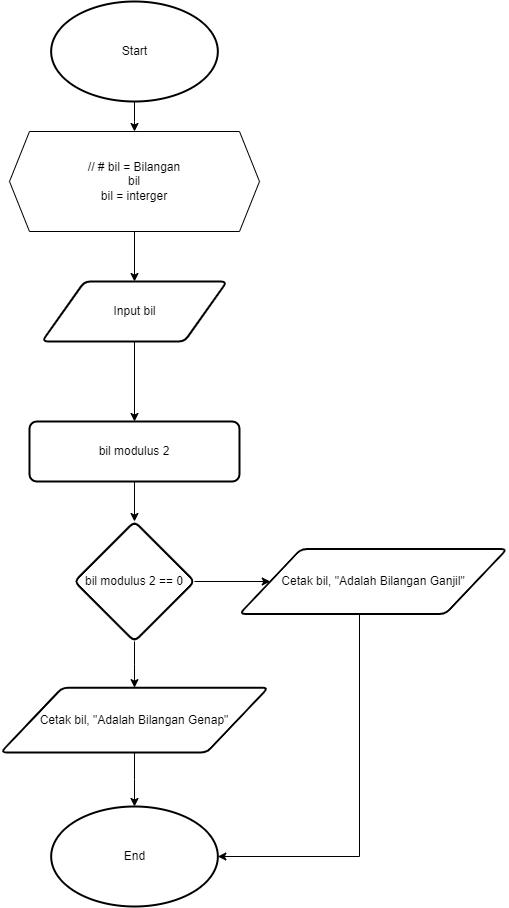 Start
// # bil = Bilangan
bil
bil = interger
Input bil
bil modulus 2
bil modulus 2 == 0
Cetak bil, "Adalah Bilangan Ganjil"
Cetak bil, "Adalah Bilangan Genap"
End